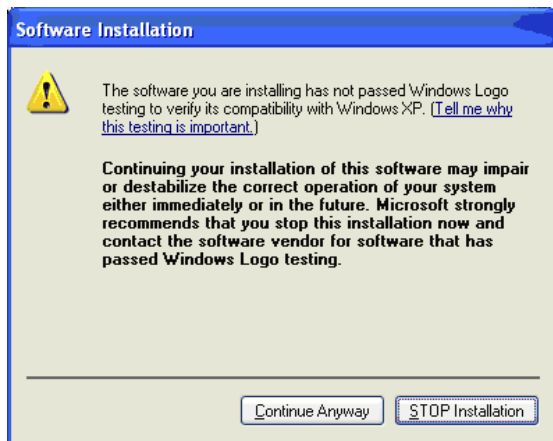 Software Installation
The software you are installing has not passed Windows Logo
testing to verify its compatibility with Windows XP. (Tell me why
this testing is important.)
Continuing your installation of this software may impair
or destabilize the correct operation of your system
either immediately or in the future. Microsoft strongly
recommends that you stop this installation now and
contact the software vendor for software that has
passed Windows Logo testing.
Continue Anyway
STOP Installation